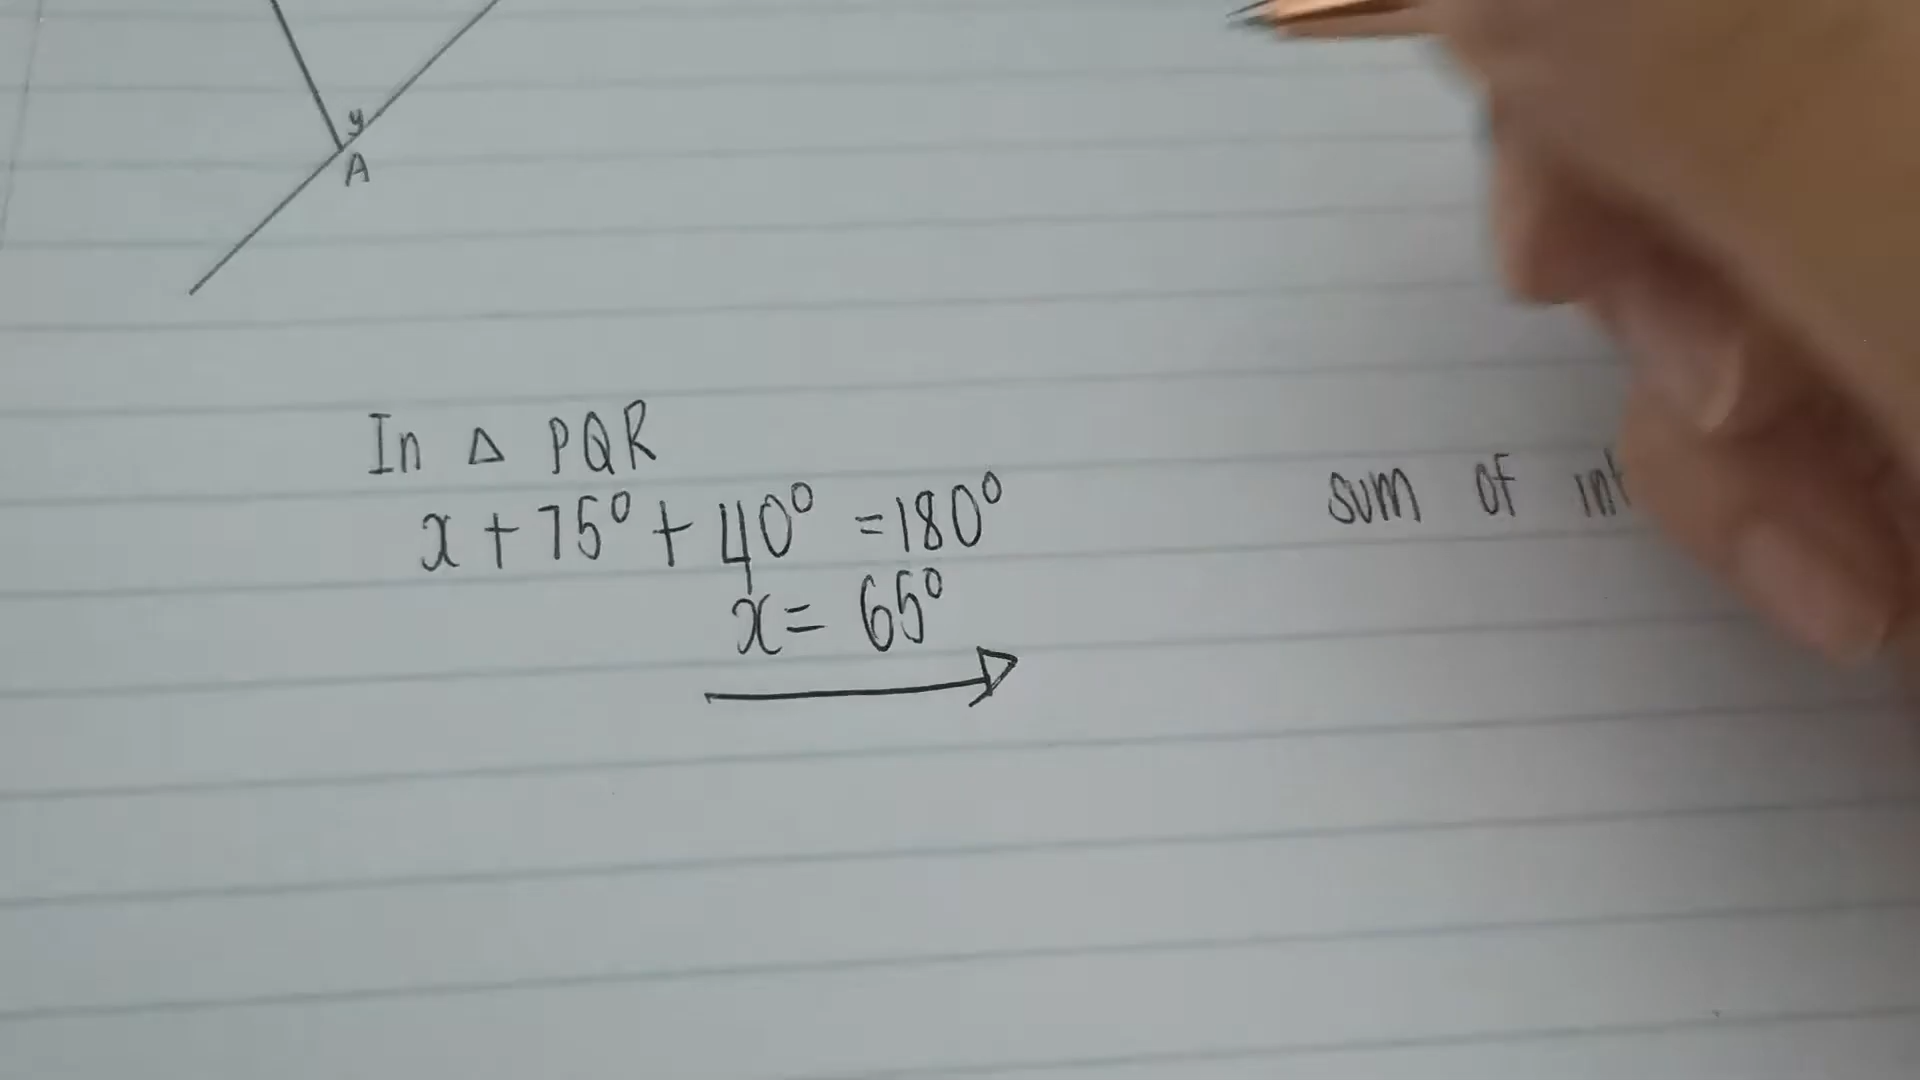 y
A
In △ PQR
x + 75° + 40° = 180°
sum of
x = 65°